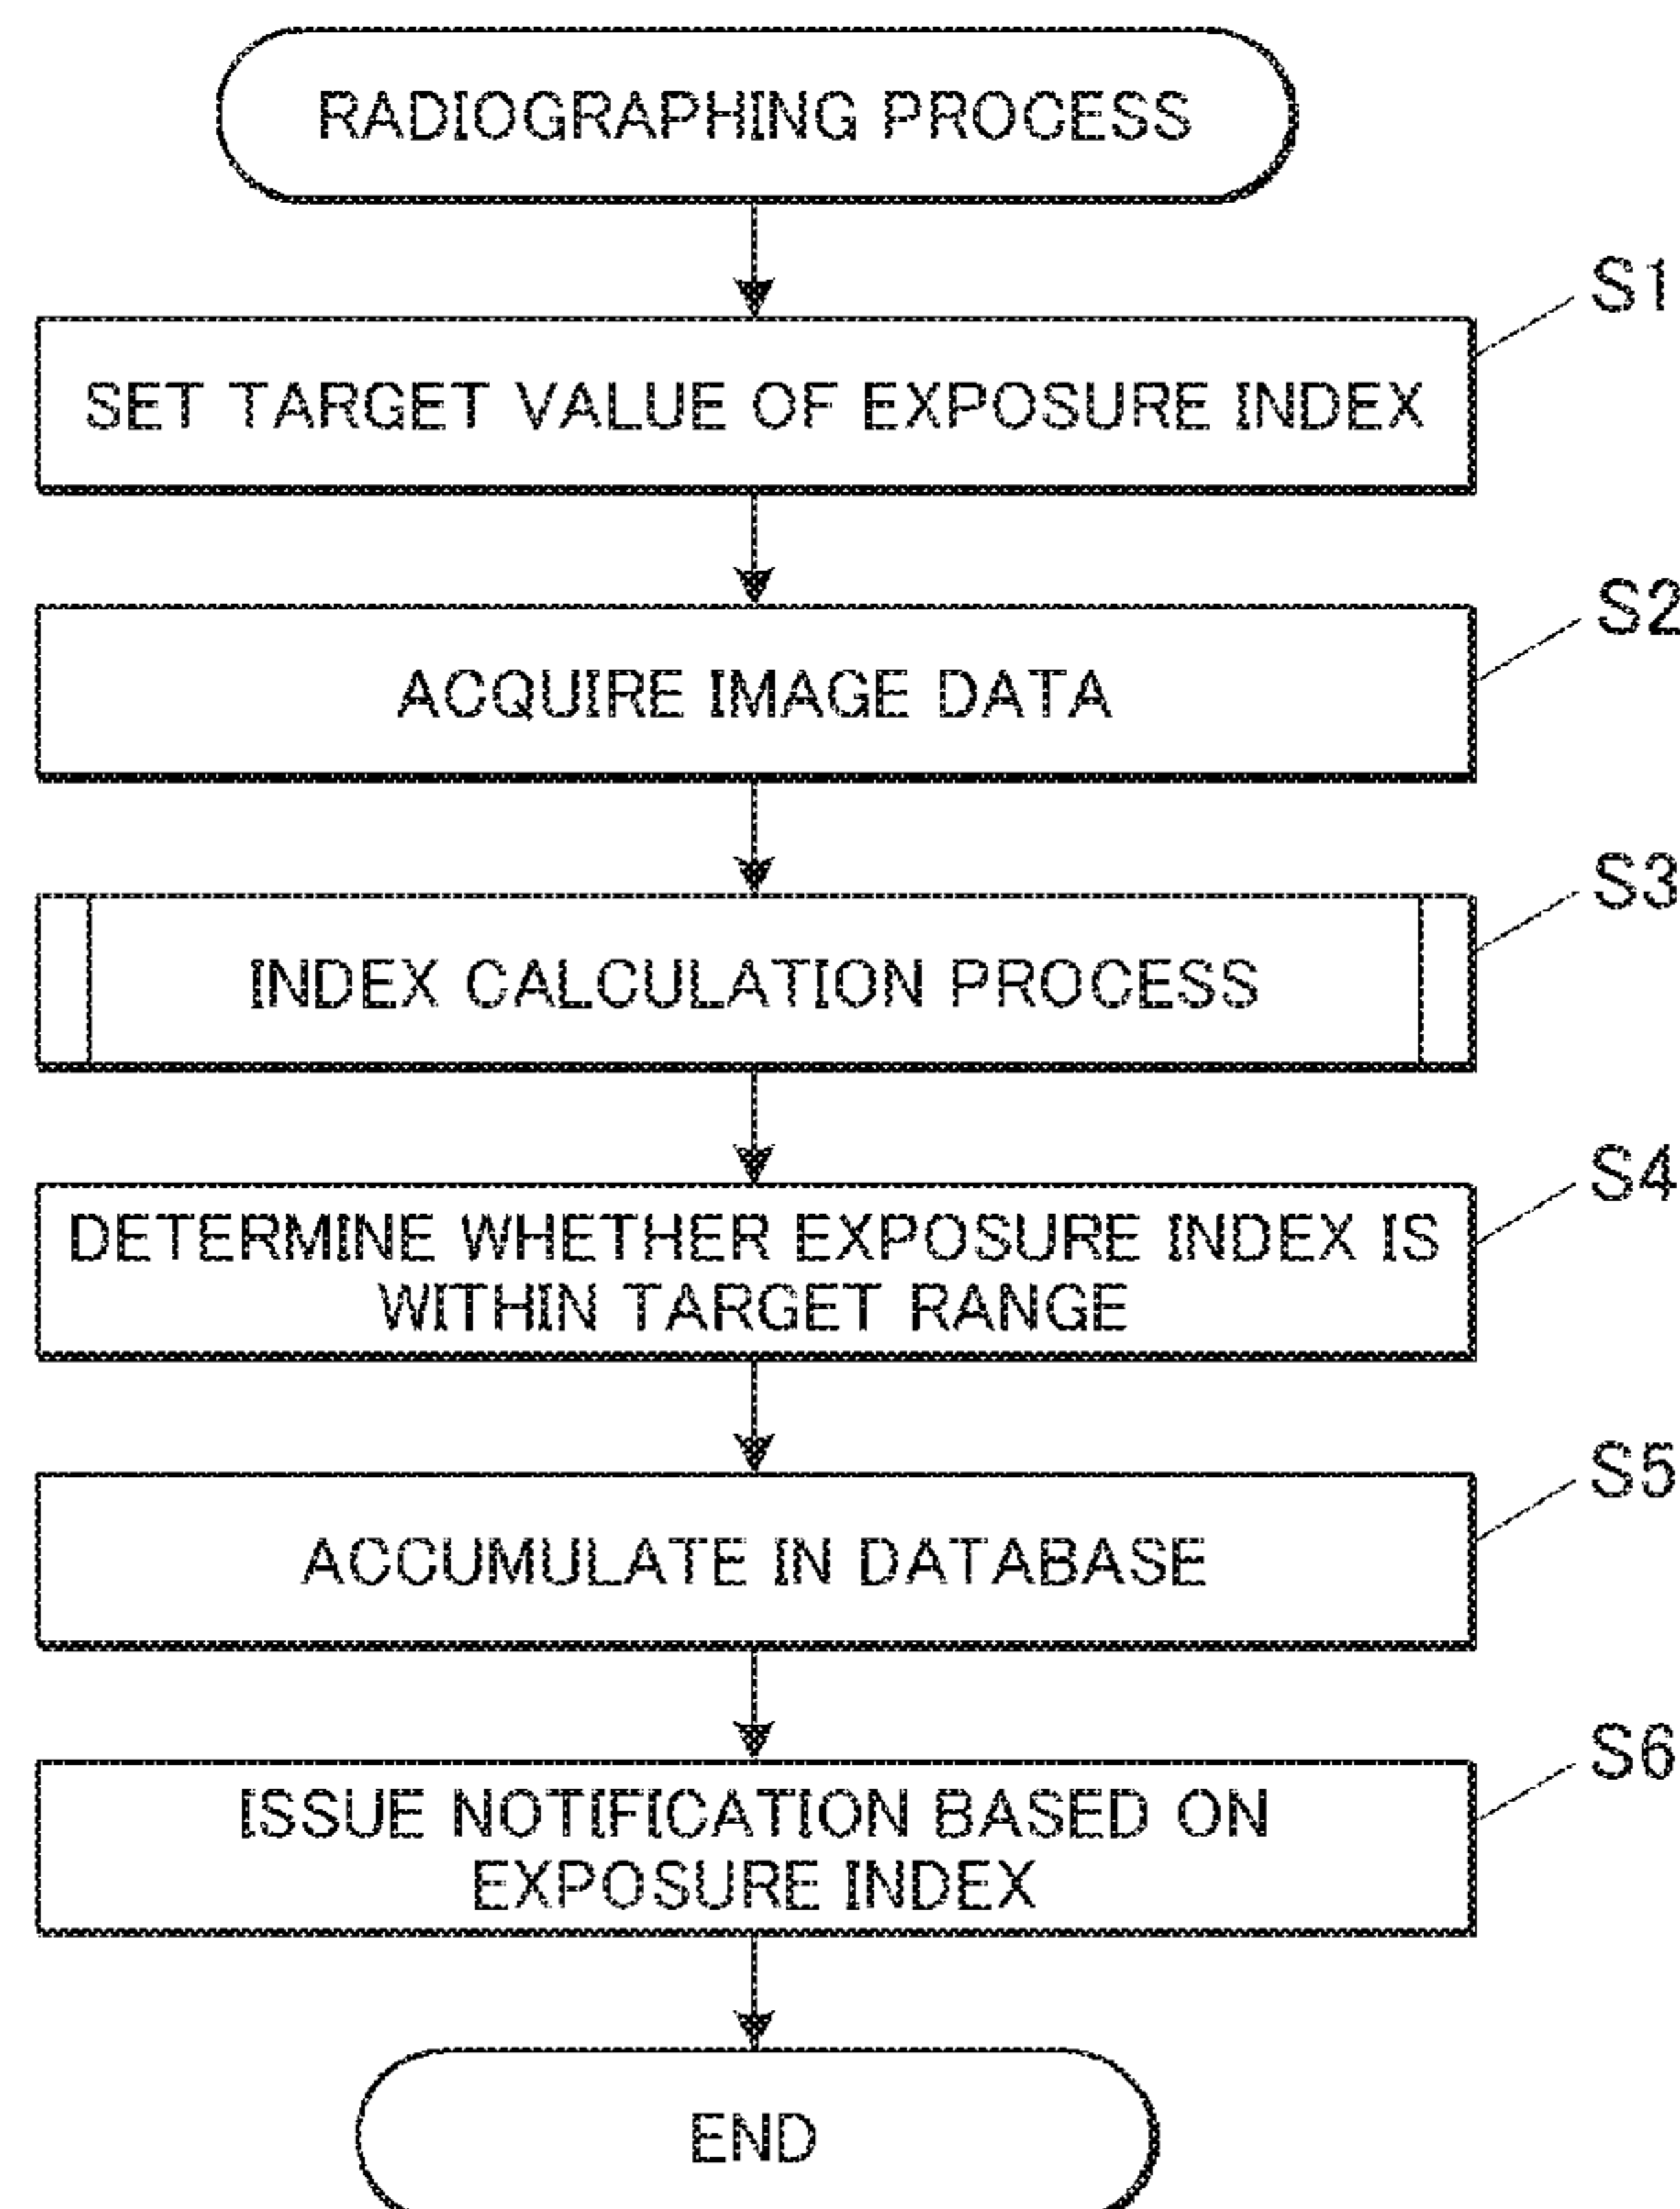 RADIOGRAPHING PROCESS
S1
SET TARGET VALUE OF EXPOSURE INDEX
S2
ACQUIRE IMAGE DATA
S3
INDEX CALCULATION PROCESS
S4
DETERMINE WHETHER EXPOSURE INDEX IS
WITHIN TARGET RANGE
S5
ACCUMULATE IN DATABASE
S6
ISSUE NOTIFICATION BASED ON
EXPOSURE INDEX
END